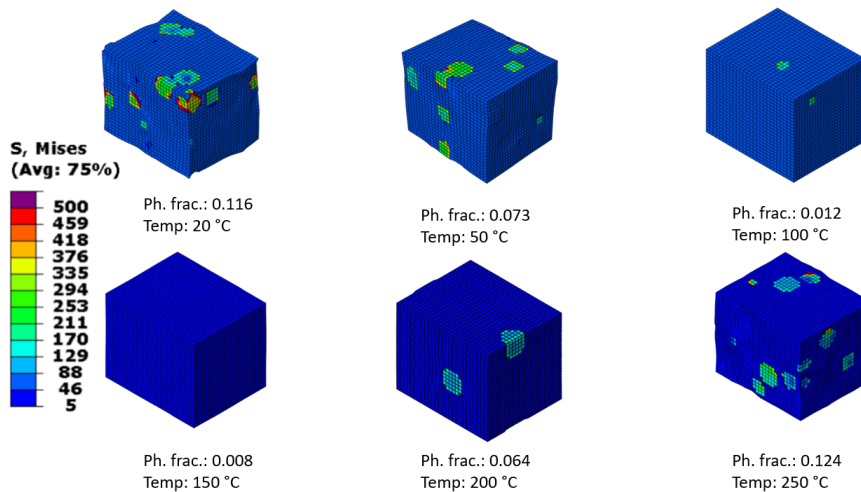 S, Mises
(Avg: 75%)
500
459
418
376
335
294
253
211
170
129
88
46
5
Ph. frac.: 0.116
Temp: 20 °C
Ph. frac.: 0.073
Temp: 50 °C
Ph. frac.: 0.012
Temp: 100 °C
Ph. frac.: 0.008
Temp: 150 °C
Ph. frac.: 0.064
Temp: 200 °C
Ph. frac.: 0.124
Temp: 250 °C